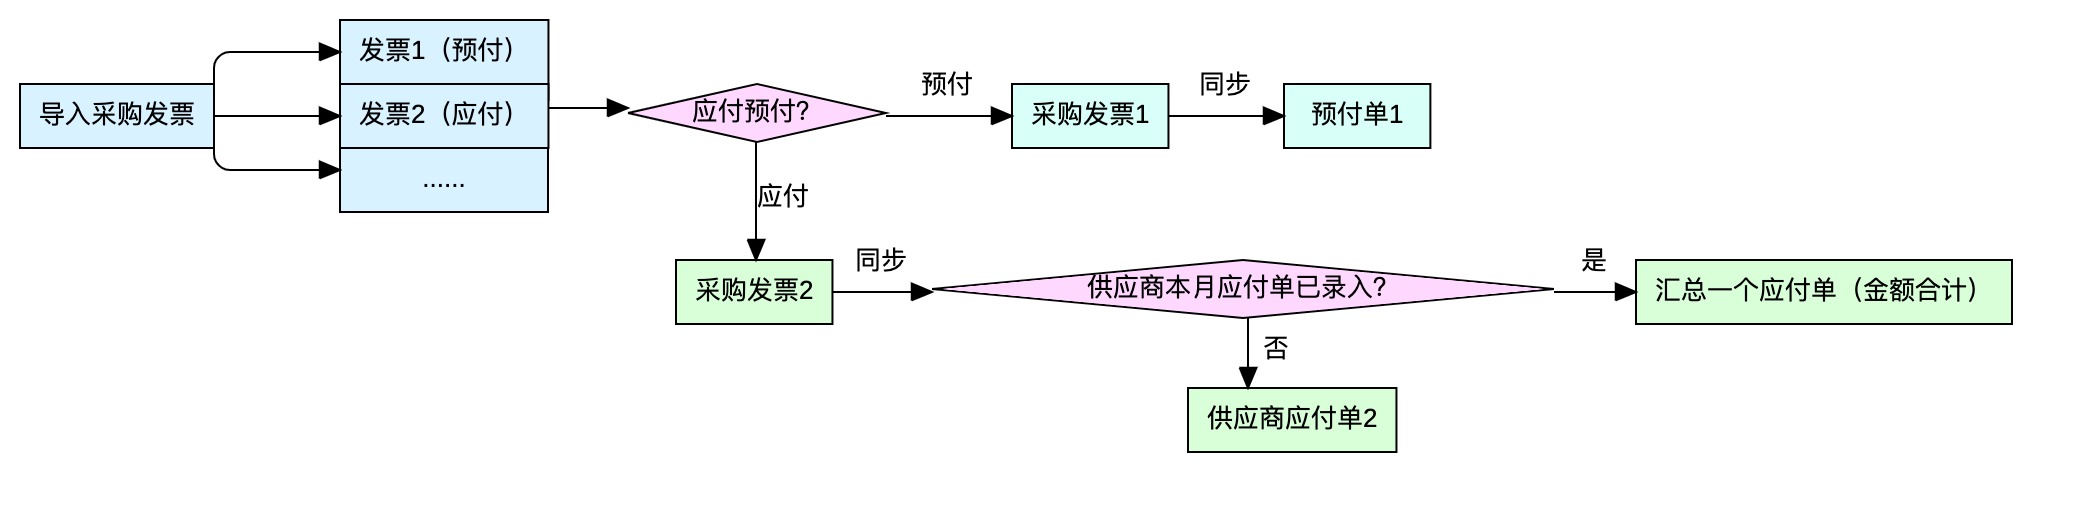 导入采购发票
发票1（预付）
发票2（应付）
......
应付预付?
预付
采购发票1
同步
预付单1
应付
采购发票2
同步
供应商本月应付单已录入?
是
汇总一个应付单（金额合计）
否
供应商应付单2